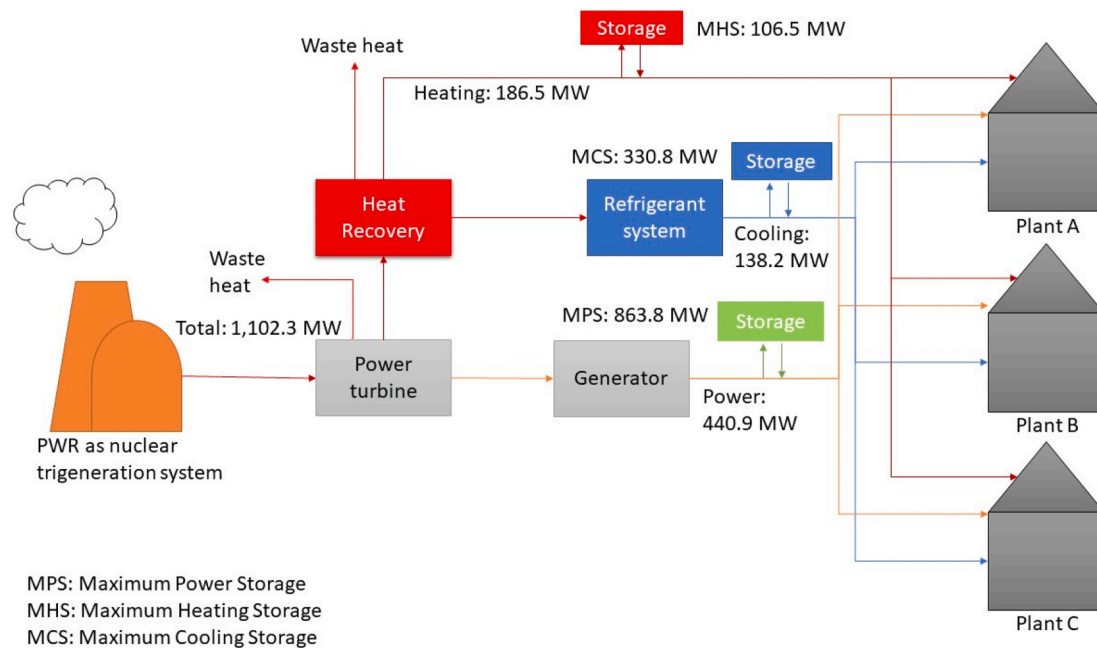 Storage
MHS: 106.5 MW
Waste heat
Heating: 186.5 MW
MCS: 330.8 MW
Storage
Heat
Recovery
Refrigerant
system
Cooling:
138.2 MW
Plant A
Waste
heat
Total: 1,102.3 MW
MPS: 863.8 MW
Storage
Power
turbine
Generator
Power:
440.9 MW
Plant B
PWR as nuclear
trigeneration system
MPS: Maximum Power Storage
MHS: Maximum Heating Storage
MCS: Maximum Cooling Storage
Plant C